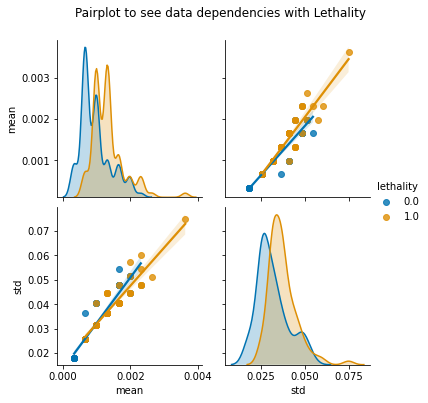 Pairplot to see data dependencies with Lethality
mean
0.003
0.002
0.001
lethality
0.0
1.0
std
0.07
0.06
0.05
0.04
0.03
0.02
0.000 0.002 0.004
mean
0.025 0.050 0.075
std